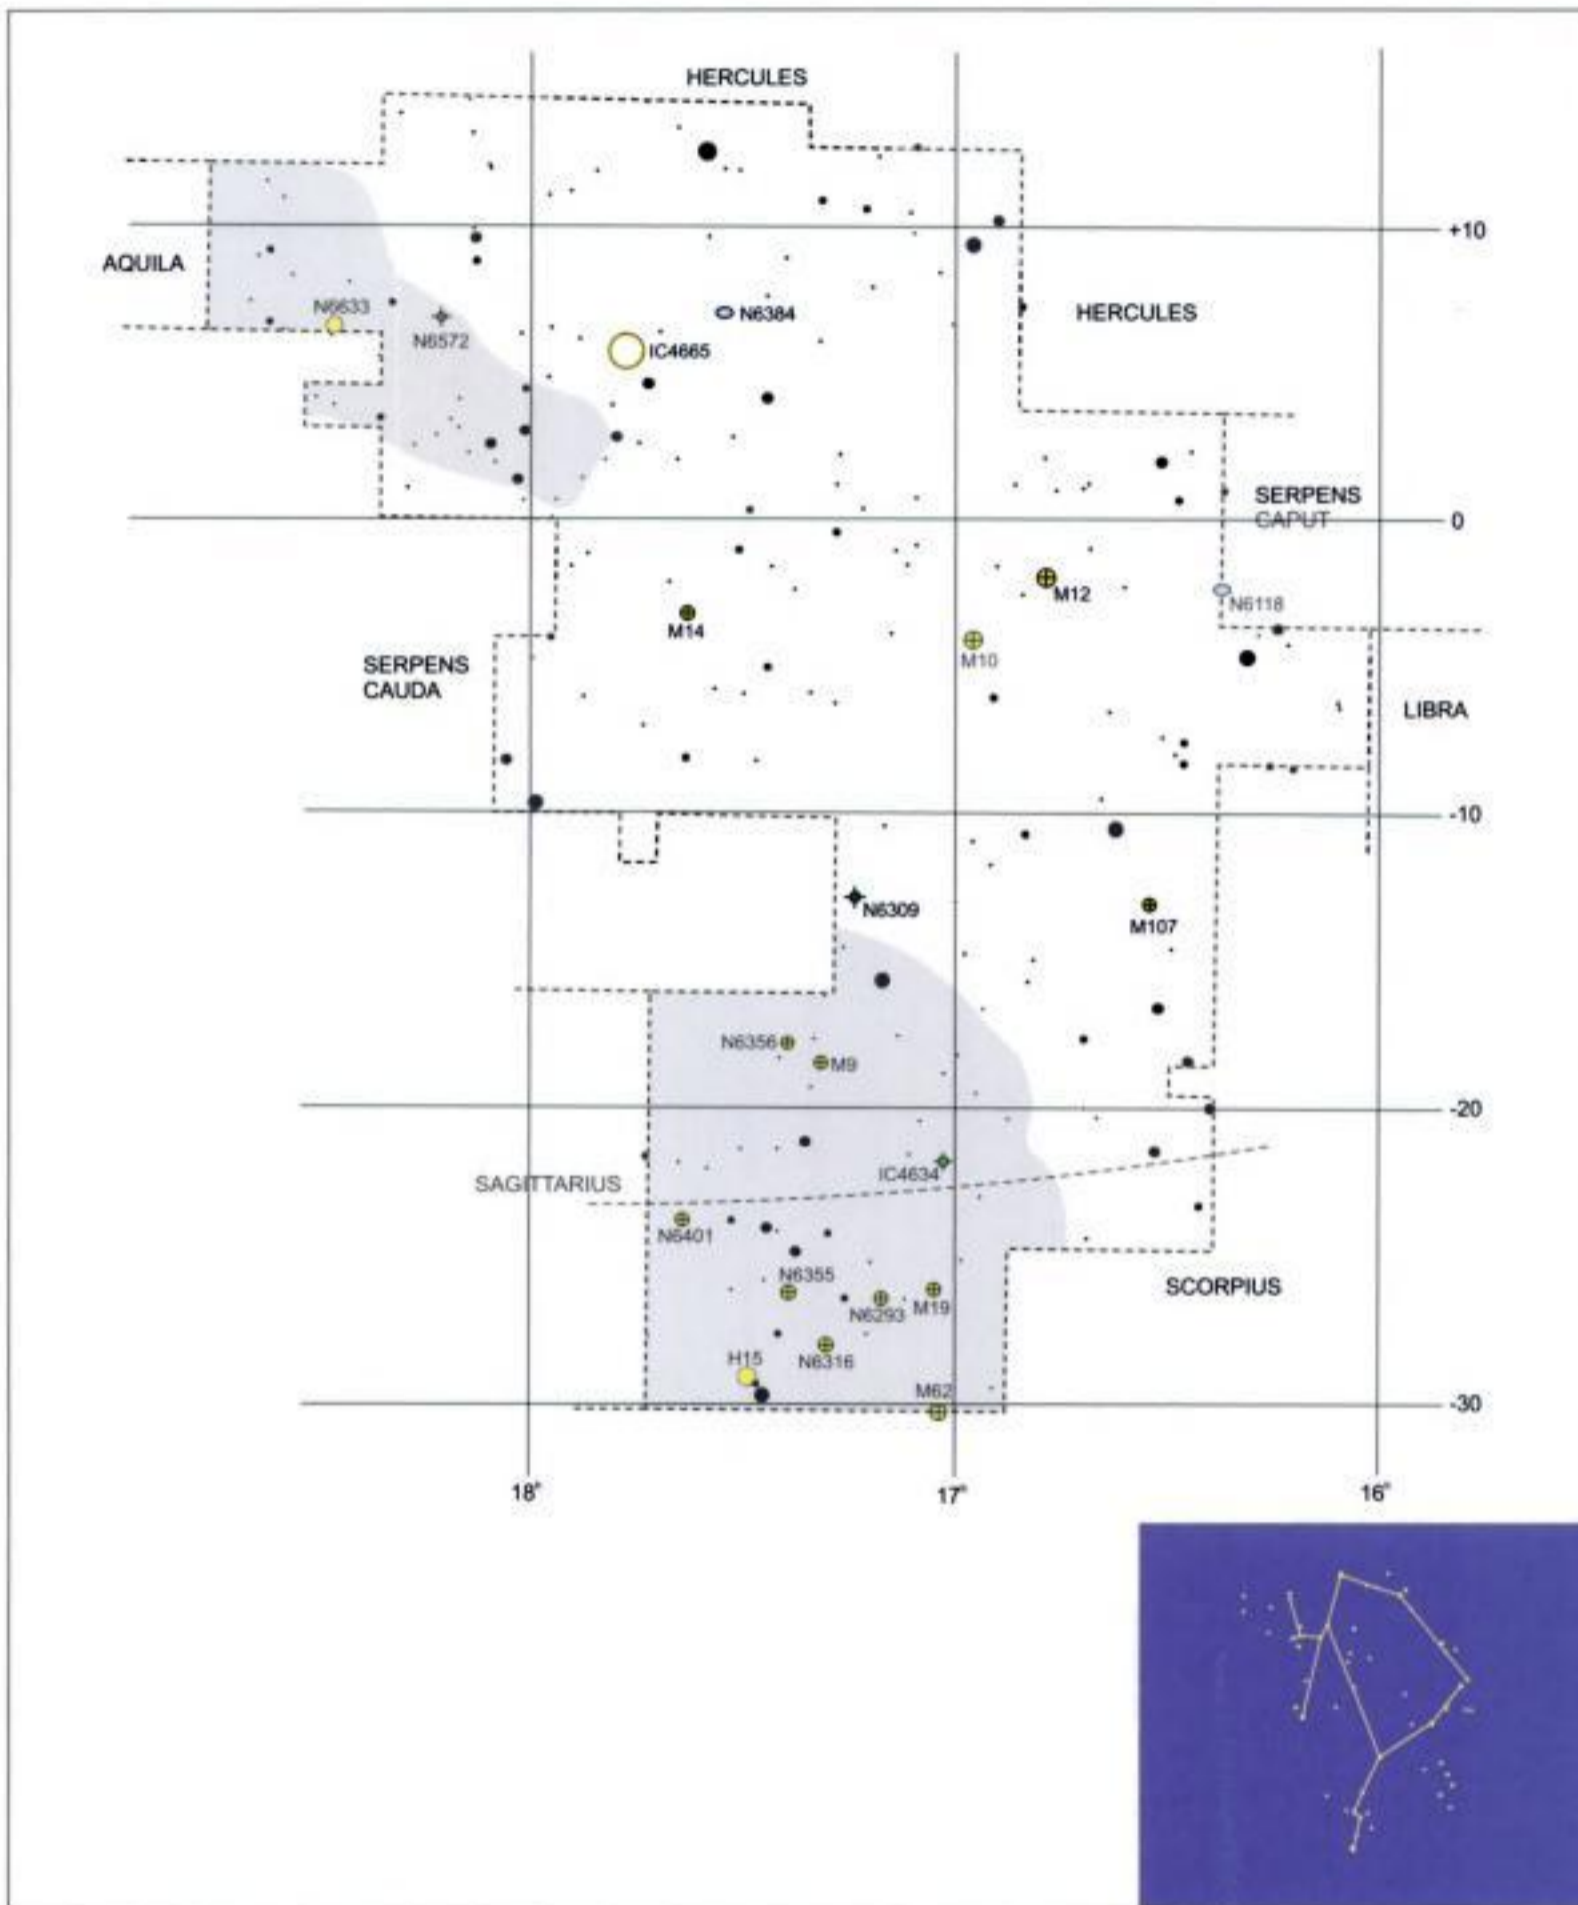 HERCULES
+10
AQUILA
N6633
N6572
N6384
HERCULES
IC4665
SERPENS
CAPUT
0
M12
N6118
M14
M10
SERPENS
CAUDA
LIBRA
-10
N6309
M107
N6356
M9
-20
IC4634
SAGITTARIUS
N6401
N6355
SCORPIUS
N6293
M19
H15
N6316
M62
-30
18ʰ
17ʰ
16ʰ